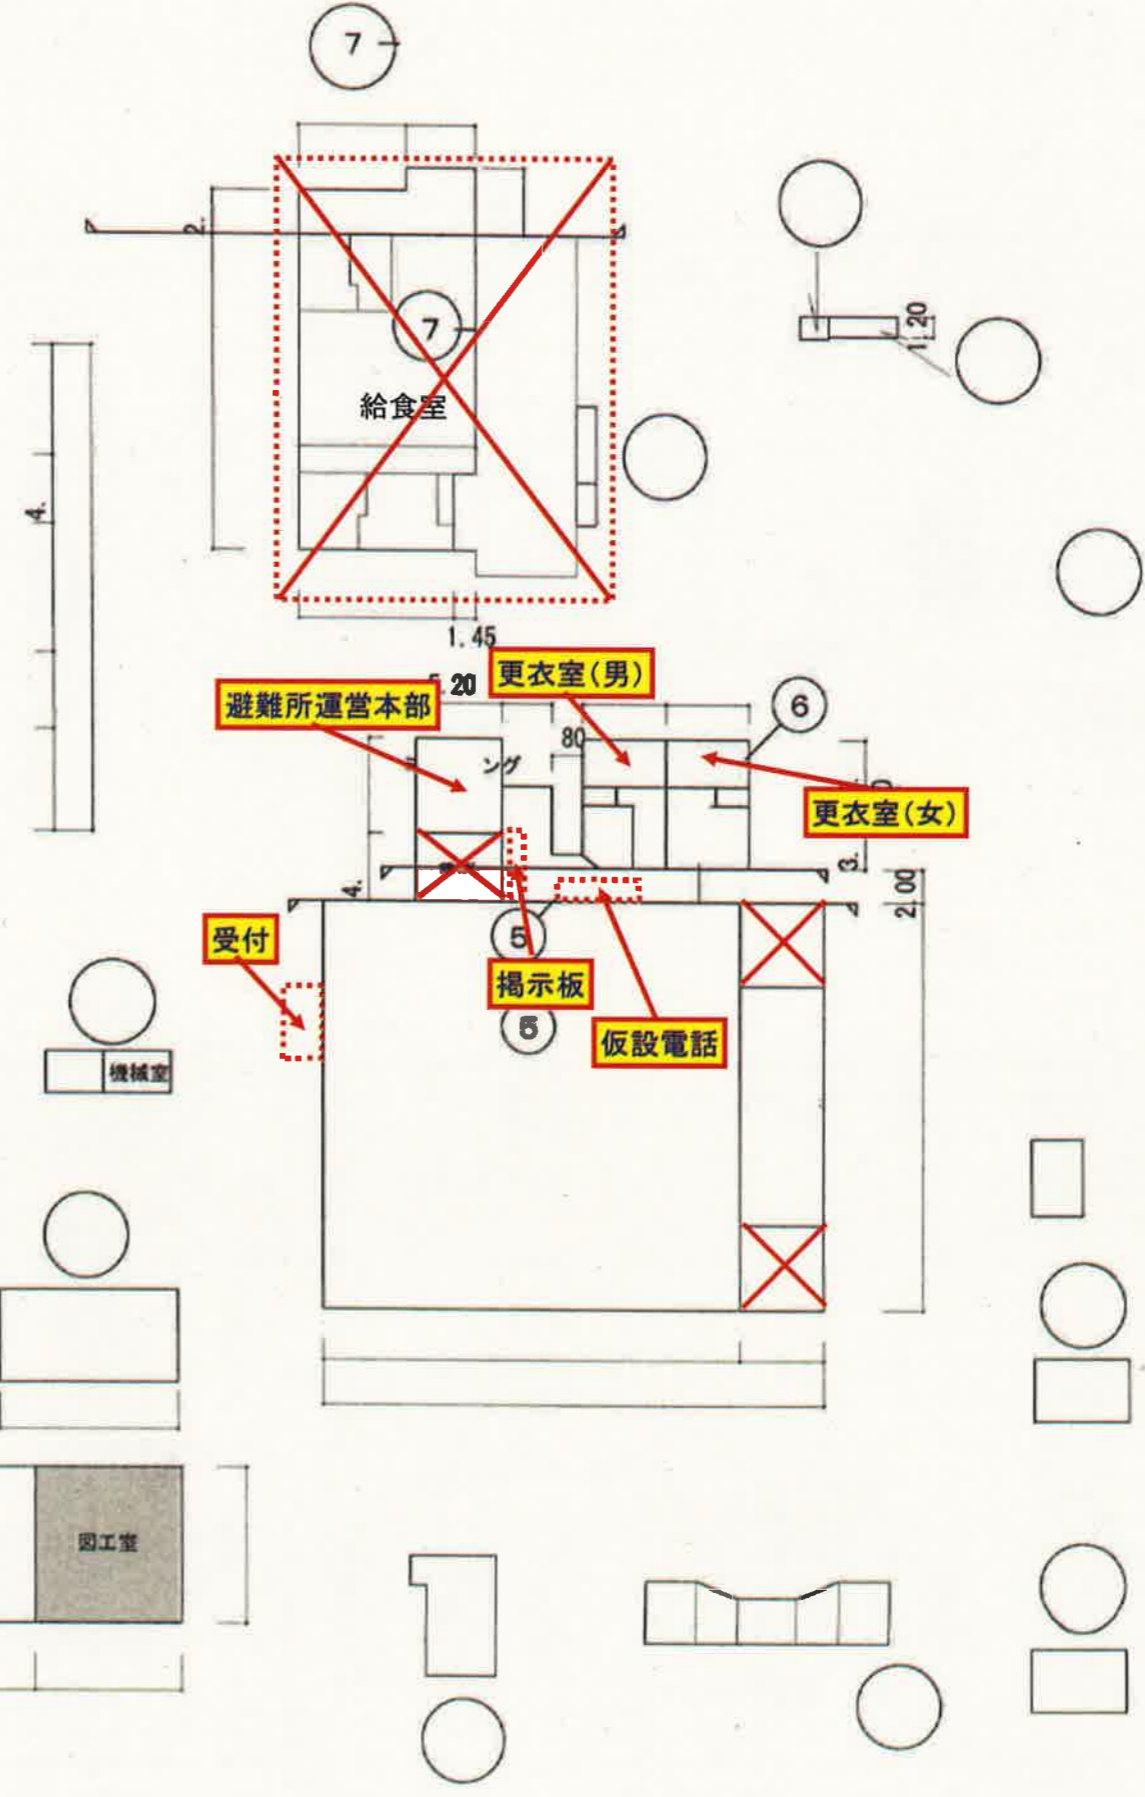 7
2.
1.20
7
給食室
4.
1.45
.20
更衣室(男)
避難所運営本部
6
80
ング
更衣室(女)
3.
4.
2.00
受付
5
掲示板
5
仮設電話
機械室
図工室